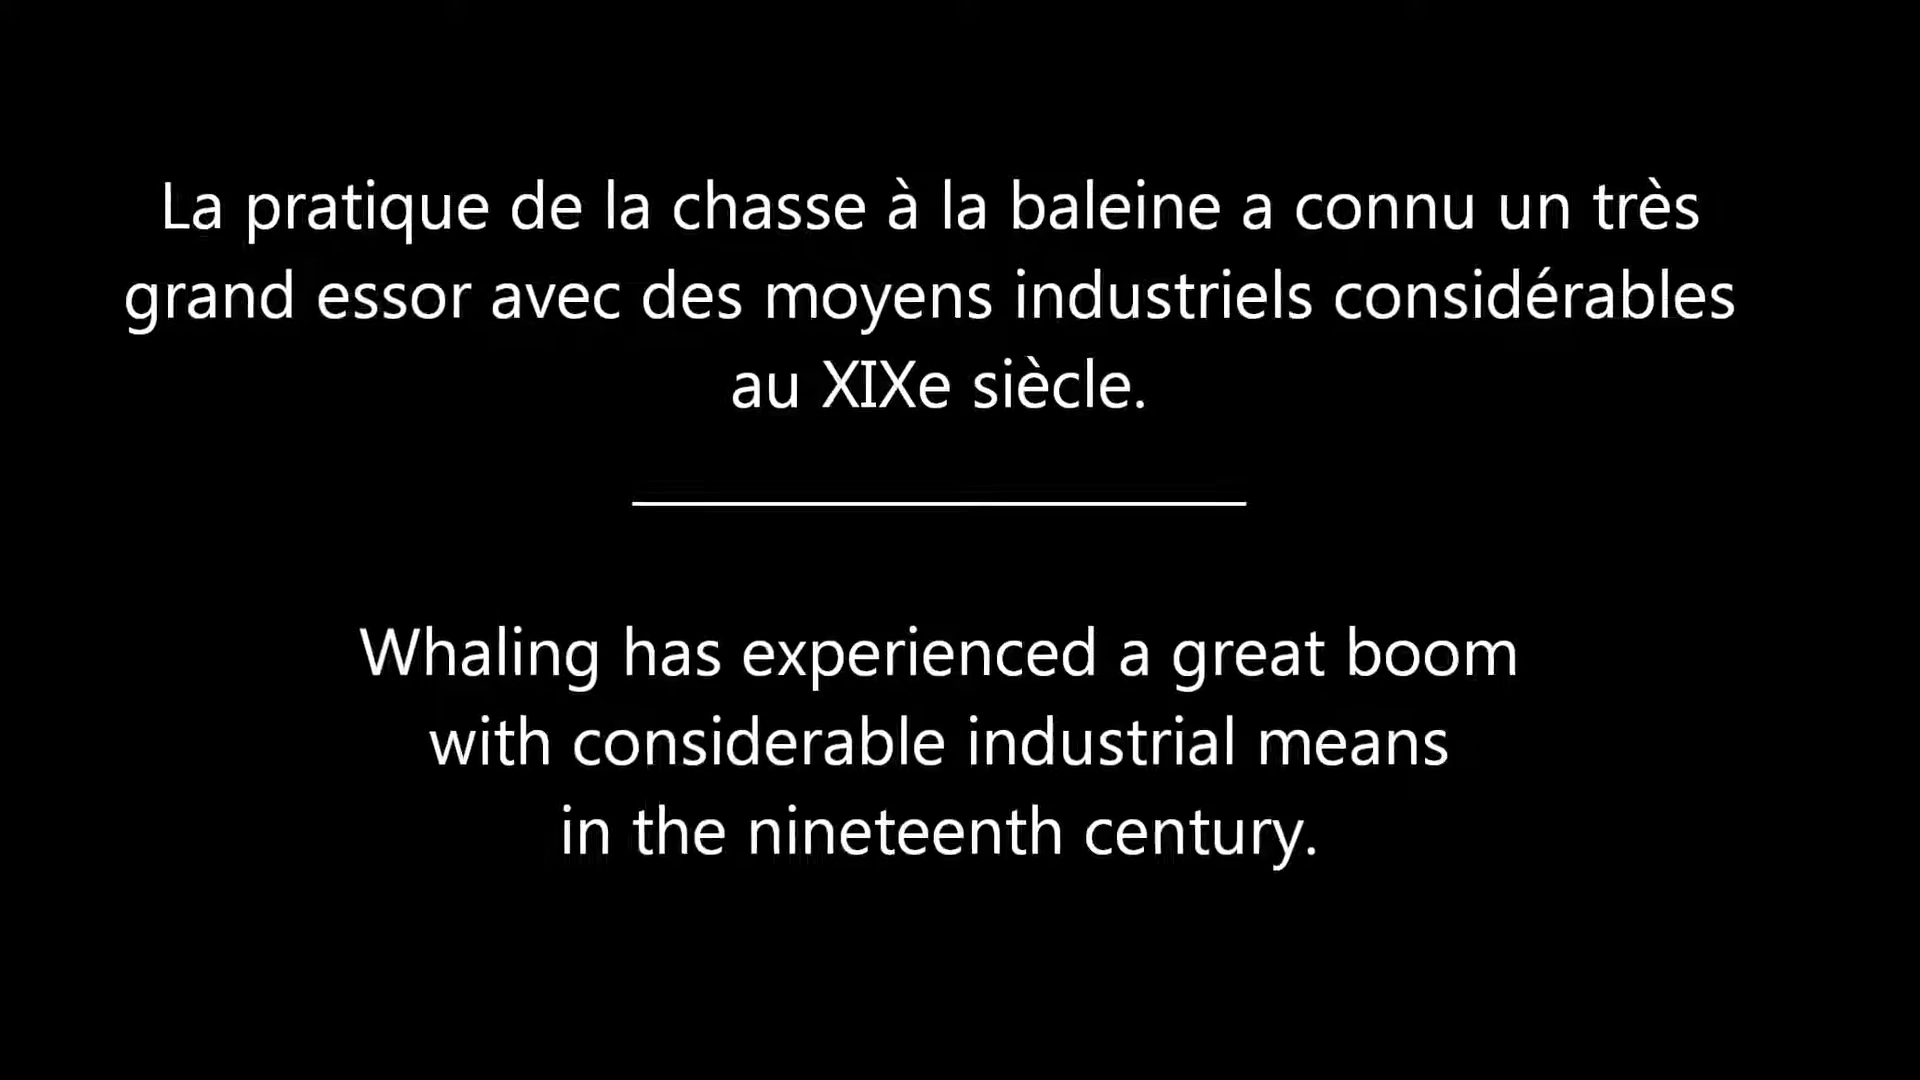 La pratique de la chasse à la baleine a connu un très
grand essor avec des moyens industriels considérables
au XIXe siècle.
Whaling has experienced a great boom
with considerable industrial means
in the nineteenth century.